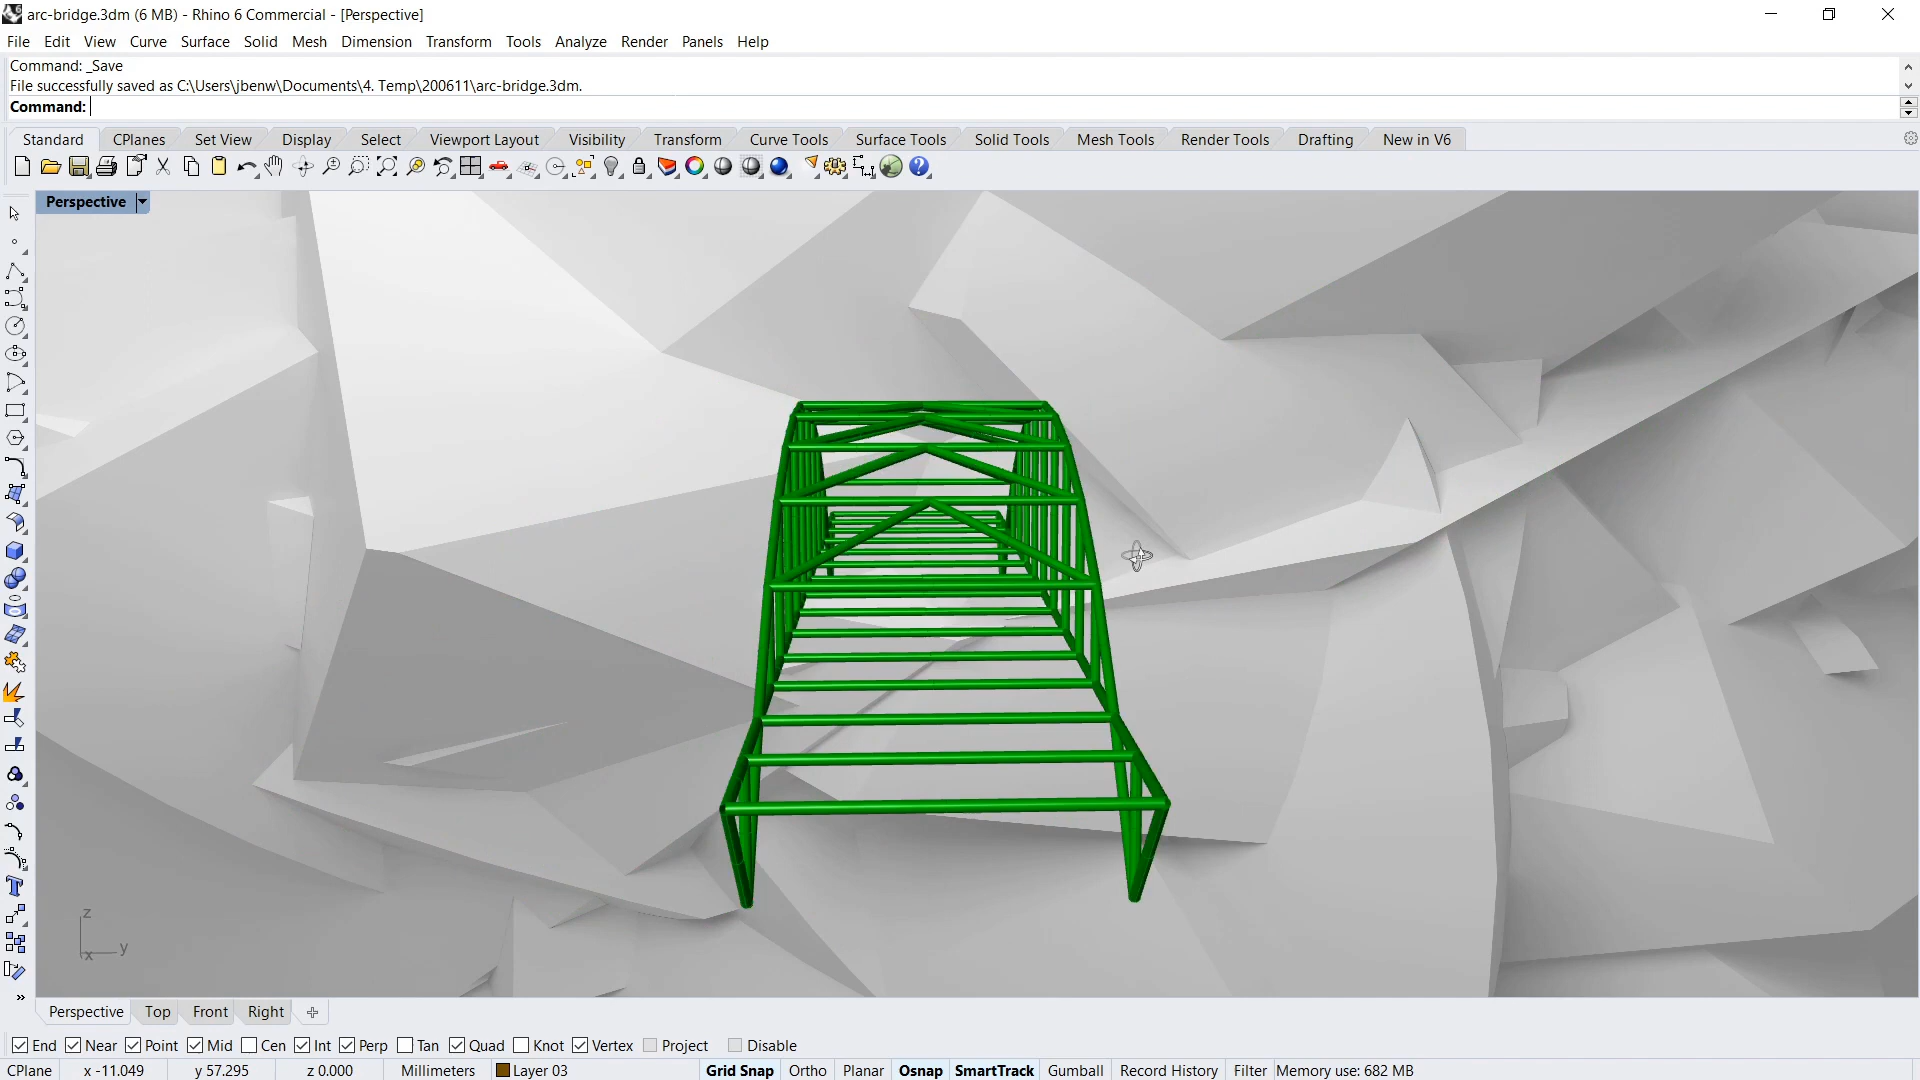 arc-bridge.3dm (6 MB) - Rhino 6 Commercial - [Perspective]
File Edit View Curve Surface Solid Mesh Dimension Transform Tools Analyze Render Panels Help
Command: _Save
File successfully saved as C:\Users\jbenw\Documents\4. Temp\200611\arc-bridge.3dm.
Command:
Standard CPlanes Set View Display Select Viewport Layout Visibility Transform Curve Tools Surface Tools Solid Tools Mesh Tools Render Tools Drafting New in V6
Perspective
z
y
x
Perspective Top Front Right
End Near Point Mid Cen Int Perp Tan Quad Knot Vertex Project Disable
CPlane x -11.049 y 57.295 z 0.000 Millimeters Layer 03 Grid Snap Ortho Planar Osnap SmartTrack Gumball Record History Filter Memory use: 682 MB